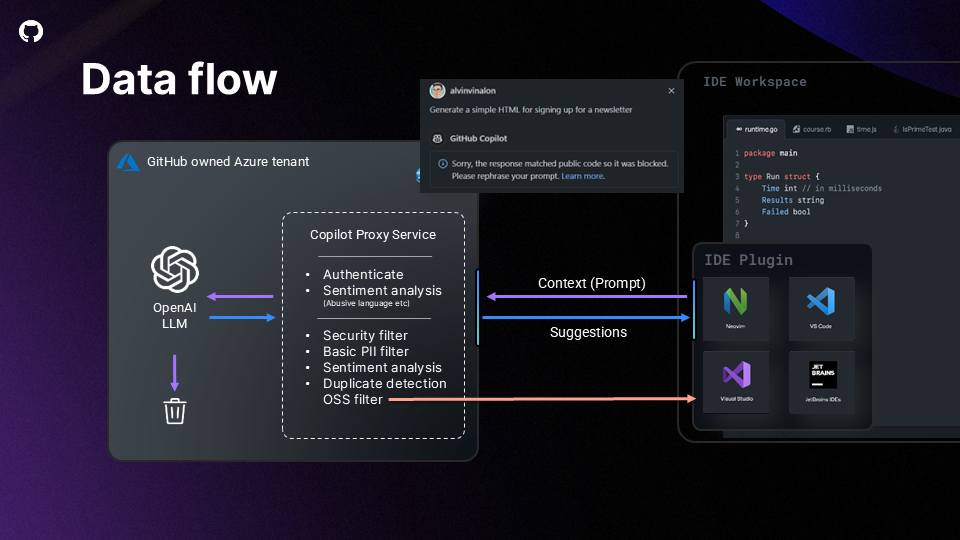 Data flow
GitHub owned Azure tenant
OpenAI
LLM
Copilot Proxy Service
• Authenticate
• Sentiment analysis
(Abusive language etc)
• Security filter
• Basic PII filter
• Sentiment analysis
• Duplicate detection
OSS filter
alvinvinalon
Generate a simple HTML for signing up for a newsletter
GitHub Copilot
Sorry, the response matched public code so it was blocked.
Please rephrase your prompt. Learn more.
Context (Prompt)
Suggestions
IDE Workspace
runtime.go course.rb time.js IsPrimeTest.java
1 package main
2
3 type Run struct {
4 Time int // in milliseconds
5 Results string
6 Failed bool
7 }
8
IDE Plugin
Neovim
VS Code
Visual Studio
JET
BRAINS
JetBrains IDEs